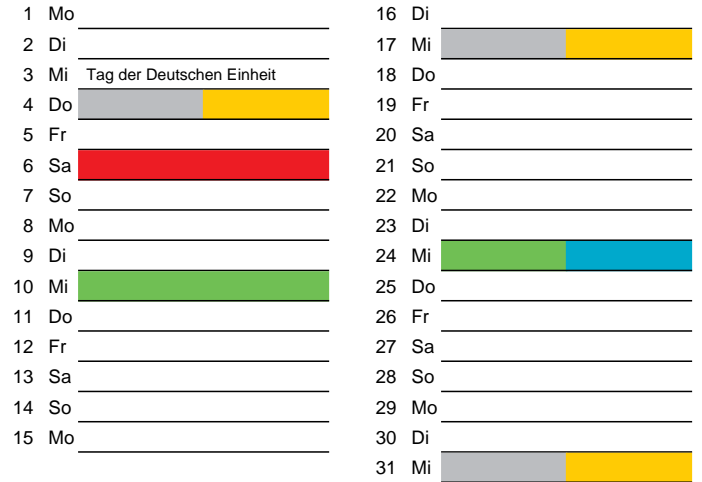 1 Mo
2 Di
3 Mi Tag der Deutschen Einheit
4 Do
5 Fr
6 Sa
7 So
8 Mo
9 Di
10 Mi
11 Do
12 Fr
13 Sa
14 So
15 Mo
16 Di
17 Mi
18 Do
19 Fr
20 Sa
21 So
22 Mo
23 Di
24 Mi
25 Do
26 Fr
27 Sa
28 So
29 Mo
30 Di
31 Mi